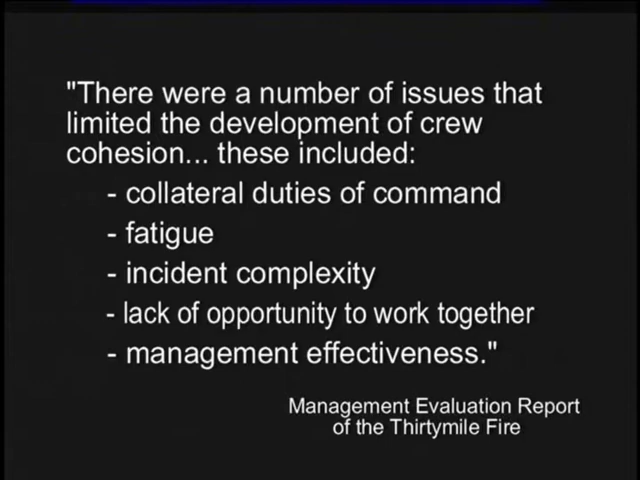 "There were a number of issues that
limited the development of crew
cohesion... these included:
- collateral duties of command
- fatigue
- incident complexity
- lack of opportunity to work together
- management effectiveness."
Management Evaluation Report
of the Thirtymile Fire